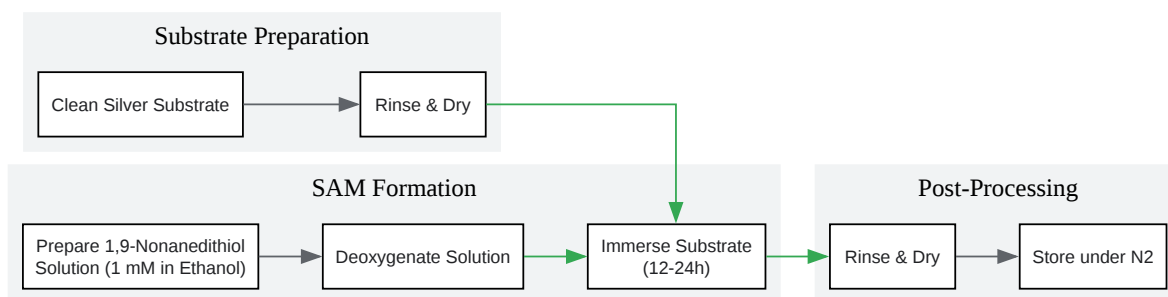 Substrate Preparation
Clean Silver Substrate
Rinse & Dry
SAM Formation
Prepare 1,9-Nonanedithiol
Solution (1 mM in Ethanol)
Deoxygenate Solution
Immerse Substrate
(12-24h)
Post-Processing
Rinse & Dry
Store under N2